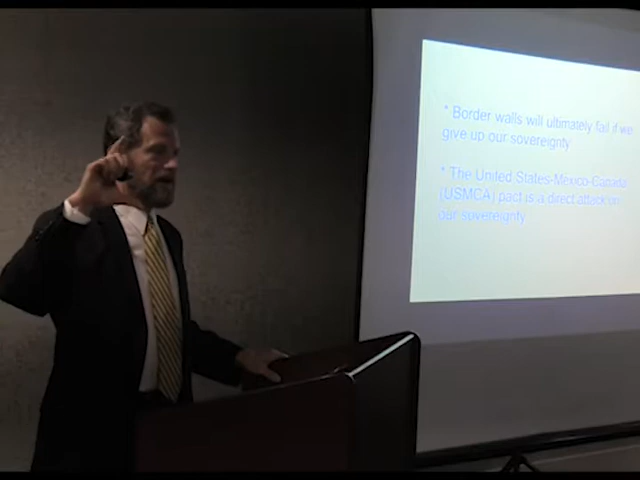 * Border walls will ultimately fail if we
give up our sovereignty
* The United States-Mexico-Canada
(USMCA) pact is a direct attack on
our sovereignty